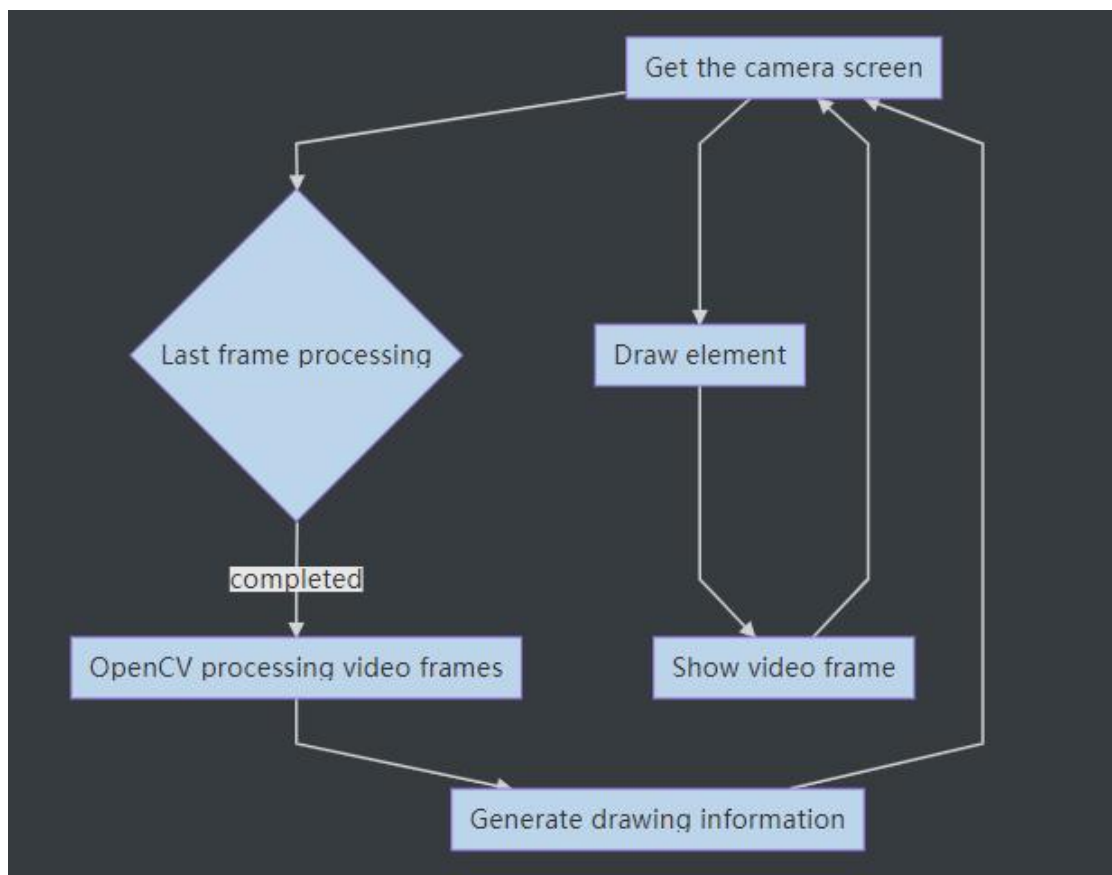 Get the camera screen
Last frame processing
Draw element
completed
OpenCV processing video frames
Show video frame
Generate drawing information